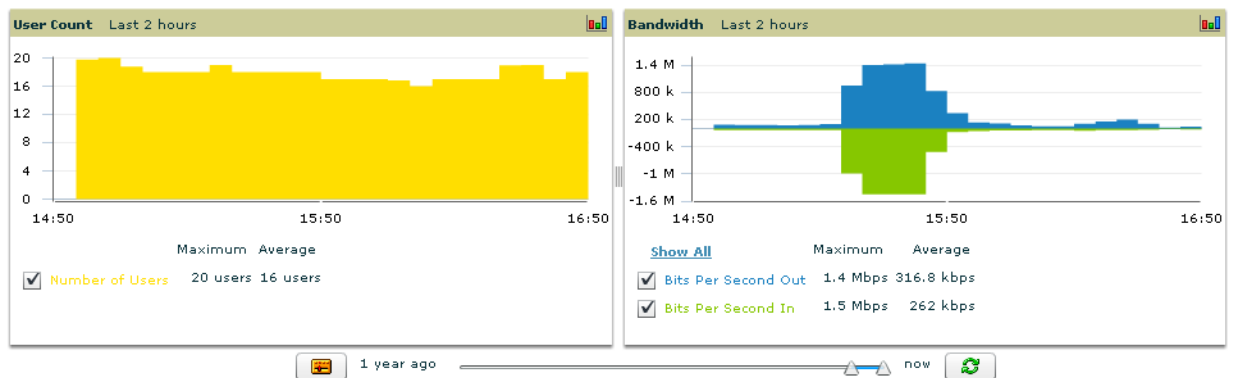 User Count Last 2 hours
20
16
12
8
4
0
14:50 15:50 16:50
Maximum Average
Number of Users 20 users 16 users
Bandwidth Last 2 hours
1.4 M
800 k
200 k
-400 k
-1 M
-1.6 M
14:50 15:50 16:50
Show All Maximum Average
Bits Per Second Out 1.4 Mbps 316.8 kbps
Bits Per Second In 1.5 Mbps 262 kbps
1 year ago now